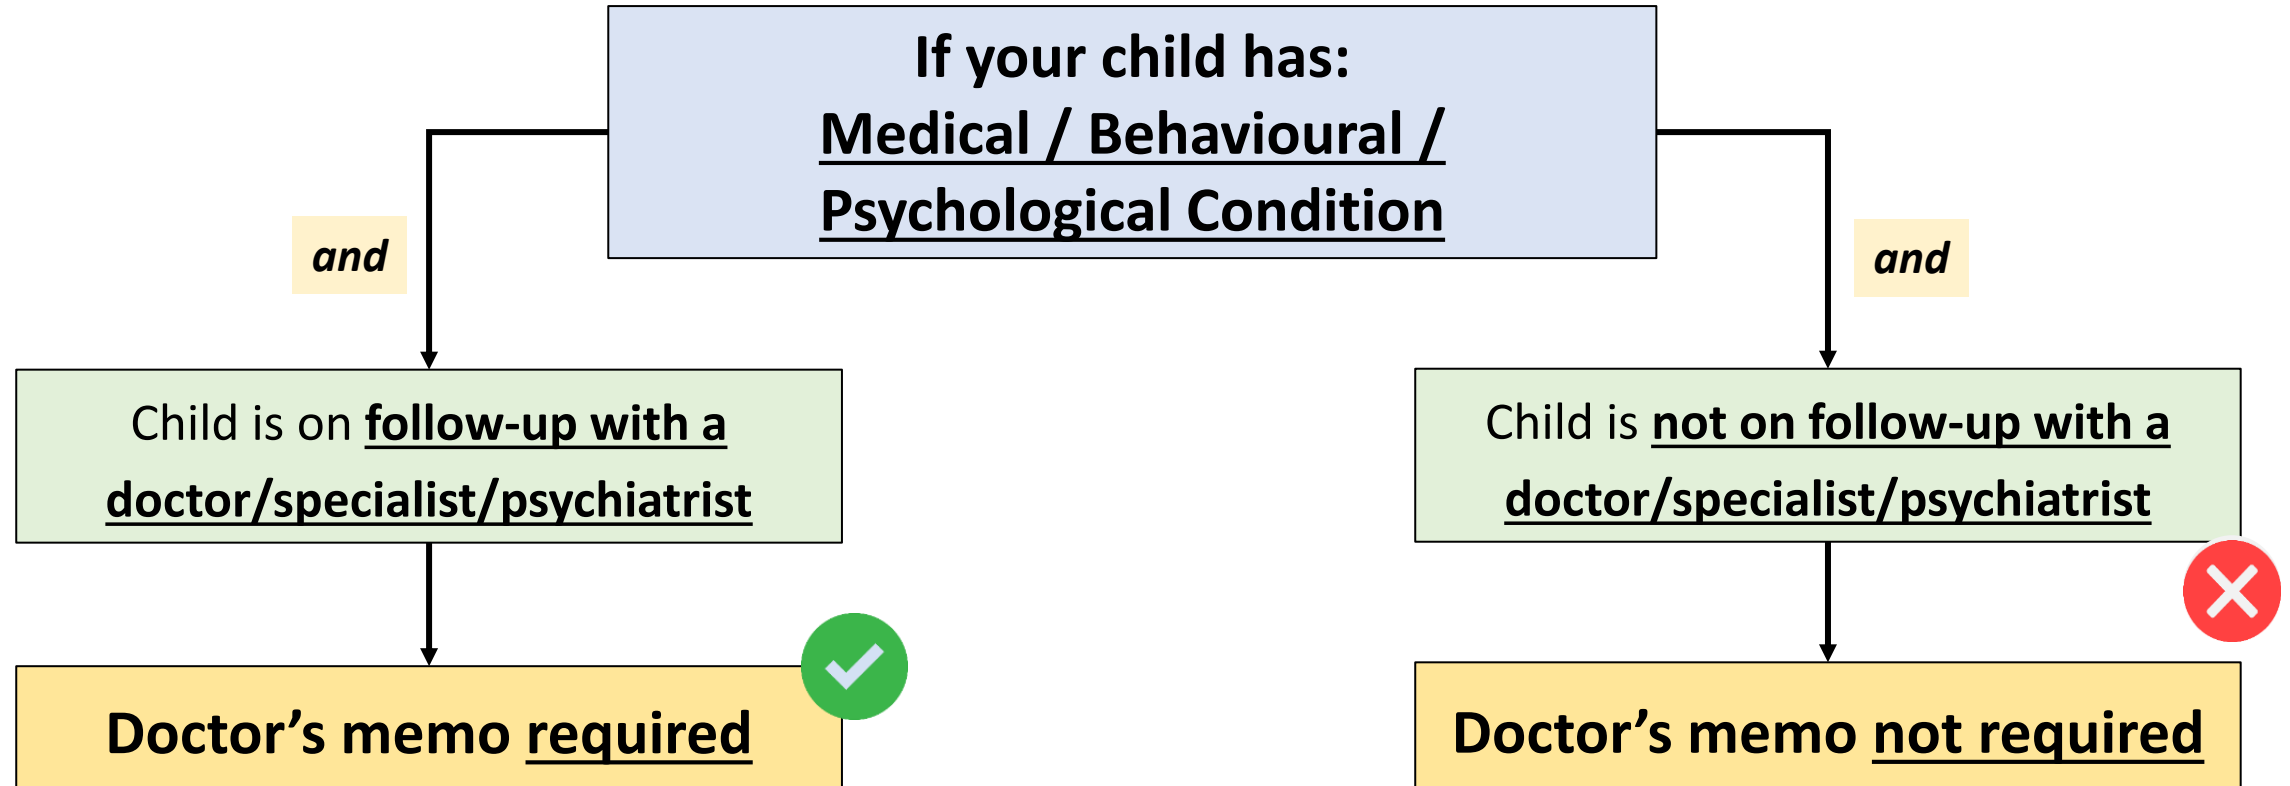 If your child has:
Medical / Behavioural /
Psychological Condition
and
and
Child is on follow-up with a
doctor/specialist/psychiatrist
Child is not on follow-up with a
doctor/specialist/psychiatrist
Doctor’s memo required
Doctor’s memo not required